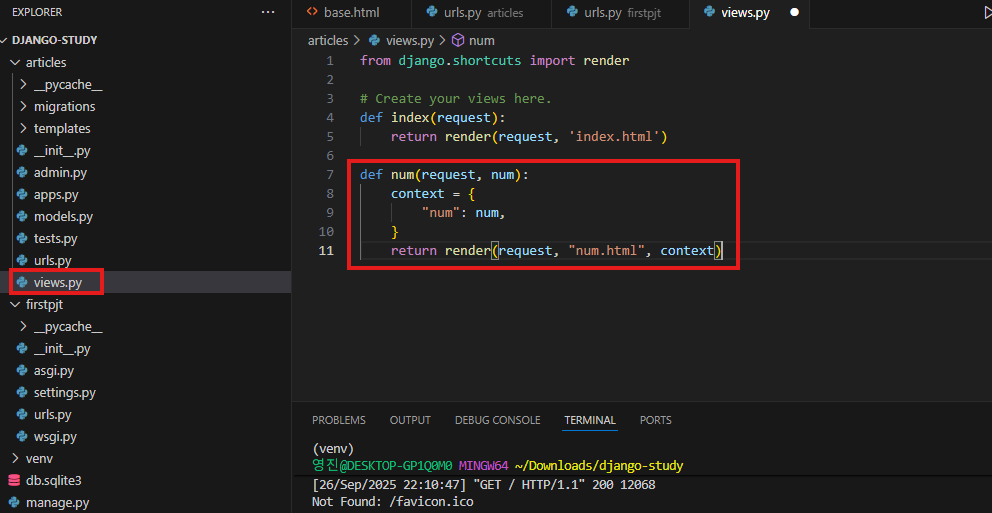 EXPLORER ···
DJANGO-STUDY
articles
__pycache__
migrations
templates
__init__.py
admin.py
apps.py
models.py
tests.py
urls.py
views.py
firstpjt
__pycache__
__init__.py
asgi.py
settings.py
urls.py
wsgi.py
venv
db.sqlite3
manage.py
base.html urls.py articles urls.py firstpjt views.py
articles > views.py > num
1 from django.shortcuts import render
2
3 # Create your views here.
4 def index(request):
5     return render(request, 'index.html')
6
7 def num(request, num):
8     context = {
9         "num": num,
10     }
11     return render(request, "num.html", context)
PROBLEMS OUTPUT DEBUG CONSOLE TERMINAL PORTS
(venv)
영진@DESKTOP-GP1Q0M0 MINGW64 ~/Downloads/django-study
[26/Sep/2025 22:10:47] "GET / HTTP/1.1" 200 12068
Not Found: /favicon.ico